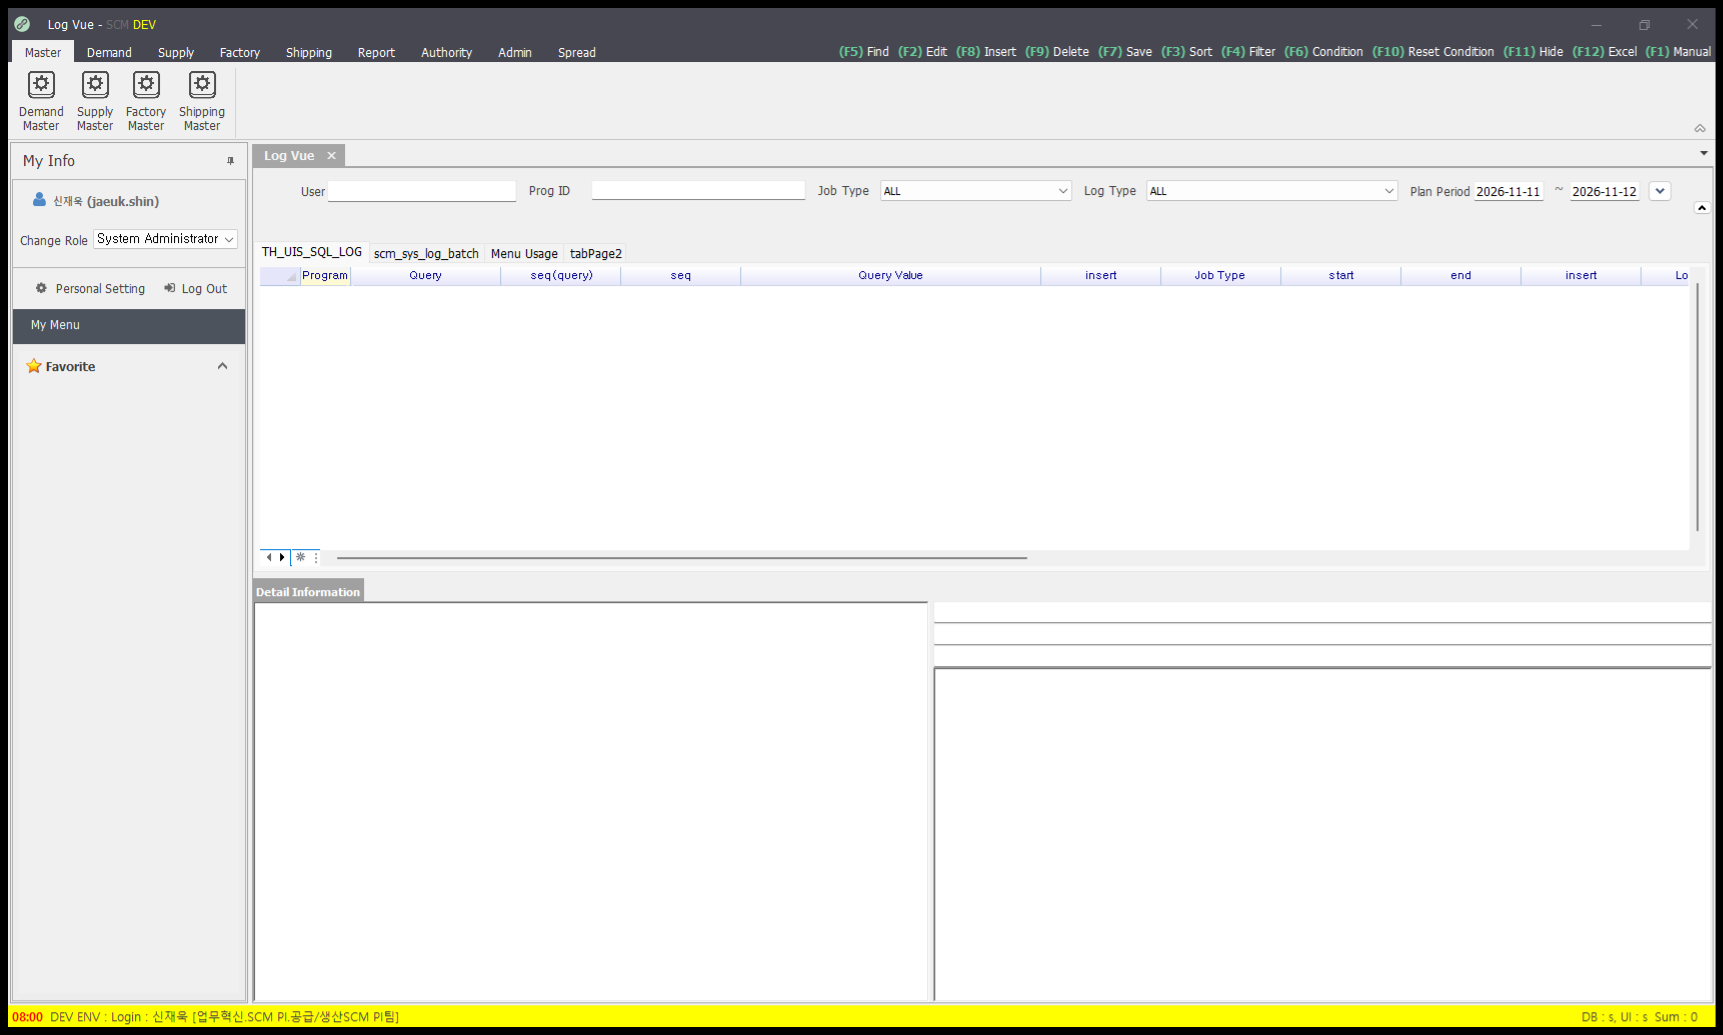 Log Vue - SCM DEV
Master Demand Supply Factory Shipping Report Authority Admin Spread (F5) Find (F2) Edit (F8) Insert (F9) Delete (F7) Save (F3) Sort (F4) Filter (F6) Condition (F10) Reset Condition (F11) Hide (F12) Excel (F1) Manual
Demand Master Supply Master Factory Master Shipping Master
My Info
신재욱 (jaeuk.shin)
Change Role System Administrator
Personal Setting Log Out
My Menu
Favorite
Log Vue
User Prog ID Job Type ALL Log Type ALL Plan Period 2026-11-11 ~ 2026-11-12
TH_UIS_SQL_LOG scm_sys_log_batch Menu Usage tabPage2
Program Query seq(query) seq Query Value insert Job Type start end insert Lo
Detail Information
08:00 DEV ENV : Login : 신재욱 [업무혁신.SCM PI.공급/생산SCM PI팀] DB : s, UI : s Sum : 0